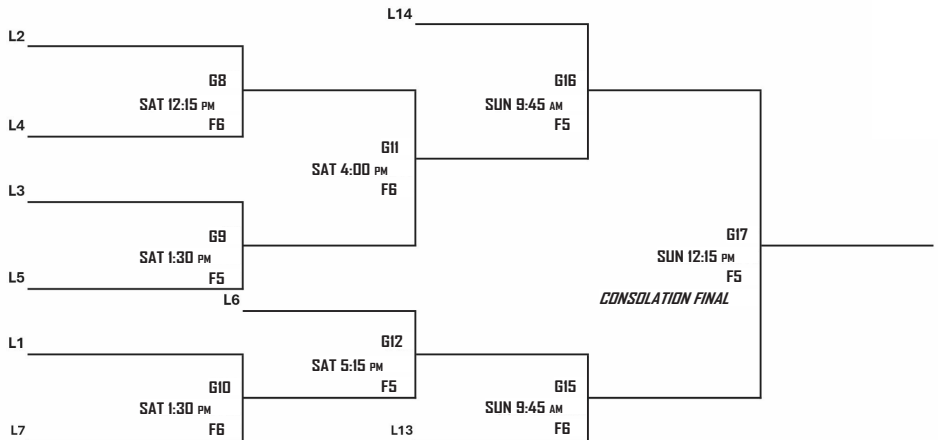 L14
L2
G8
SAT 12:15 PM
F6
G16
SUN 9:45 AM
F5
L4
G11
SAT 4:00 PM
F6
L3
G9
SAT 1:30 PM
F5
G17
SUN 12:15 PM
F5
CONSOLATION FINAL
L5
L6
L1
G12
SAT 5:15 PM
F5
G10
SAT 1:30 PM
F6
G15
SUN 9:45 AM
F6
L7
L13